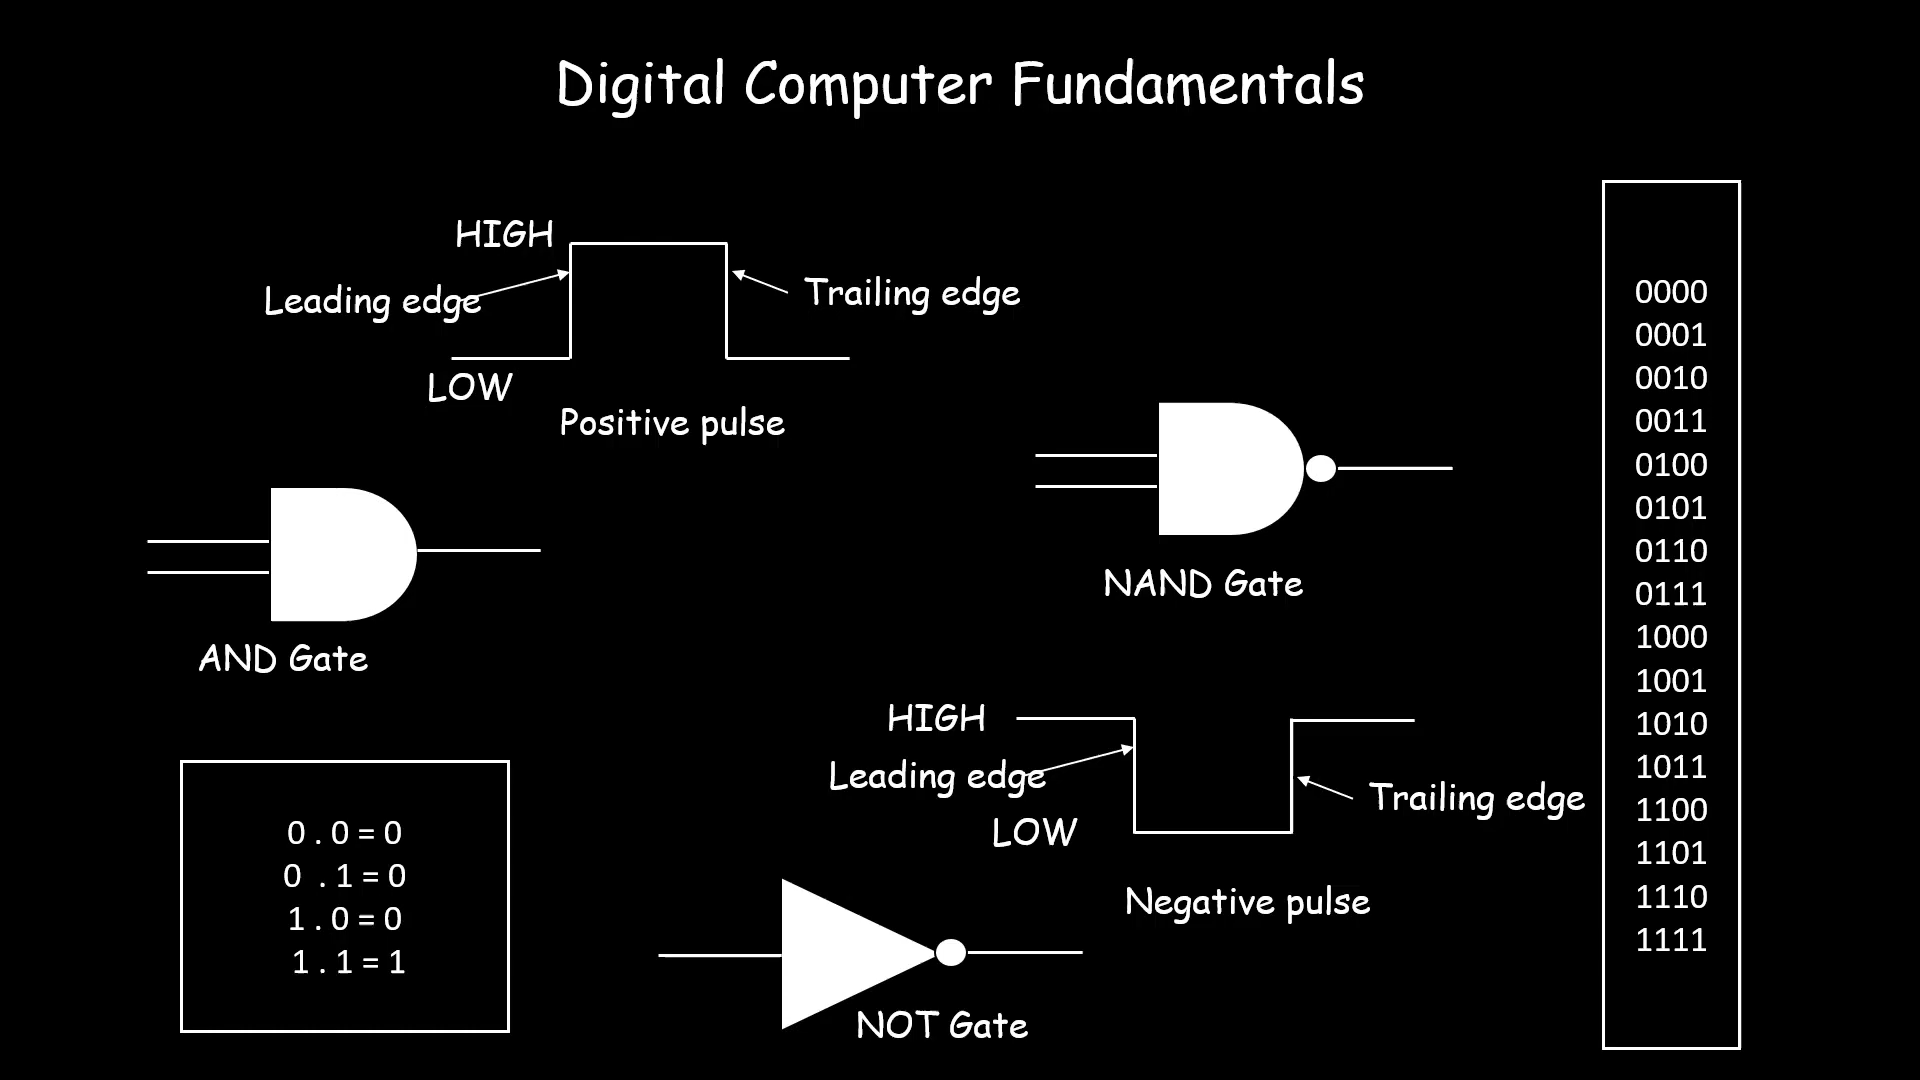 Digital Computer Fundamentals
HIGH
Leading edge
Trailing edge
LOW
Positive pulse
AND Gate
NAND Gate
HIGH
Leading edge
Trailing edge
LOW
Negative pulse
0 . 0 = 0
0  . 1 = 0
1 . 0 = 0
1 . 1 = 1
NOT Gate
0000
0001
0010
0011
0100
0101
0110
0111
1000
1001
1010
1011
1100
1101
1110
1111